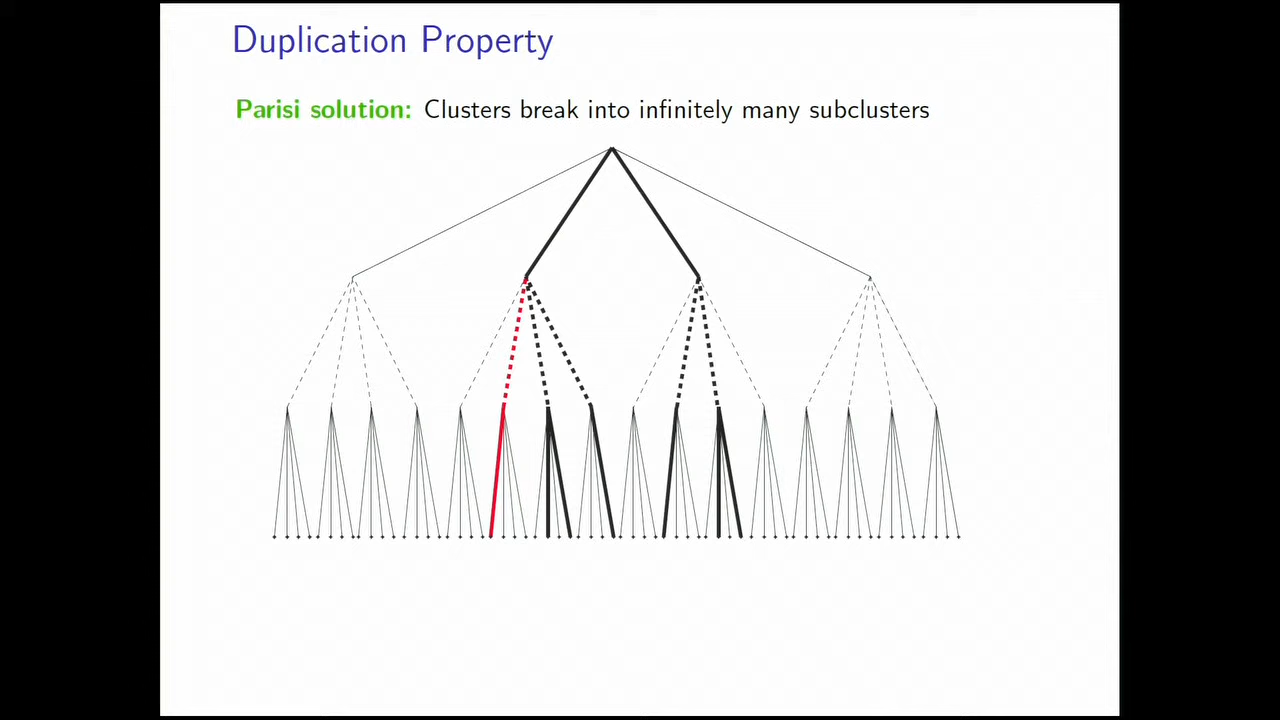 Duplication Property
Parisi solution: Clusters break into infinitely many subclusters